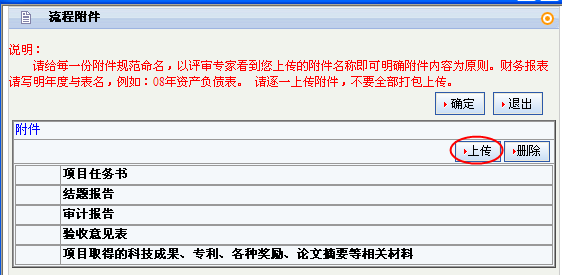 流程附件
说明：
请给每一份附件规范命名，以评审专家看到您上传的附件名称即可明确附件内容为原则。财务报表
请写明年度与表名，例如：08年资产负债表。 请逐一上传附件，不要全部打包上传。
确定 退出
附件
上传 删除
项目任务书
结题报告
审计报告
验收意见表
项目取得的科技成果、专利、各种奖励、论文摘要等相关材料